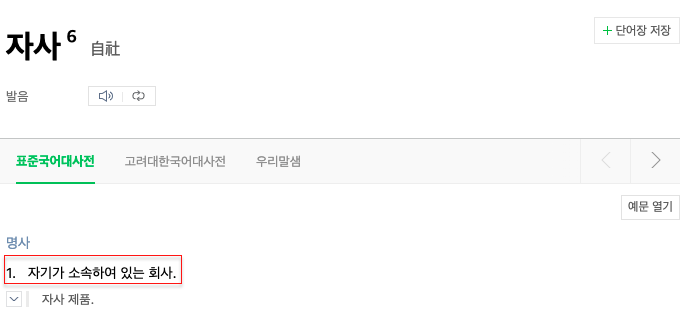 자사 6 自社
+ 단어장 저장
발음
표준국어대사전 고려대한국어대사전 우리말샘
예문 열기
명사
1. 자기가 소속하여 있는 회사.
자사 제품.